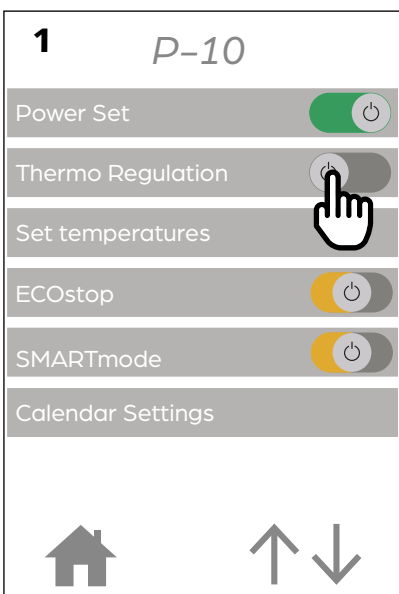 1
P-10
Power Set
Thermo Regulation
Set temperatures
ECOstop
SMARTmode
Calendar Settings